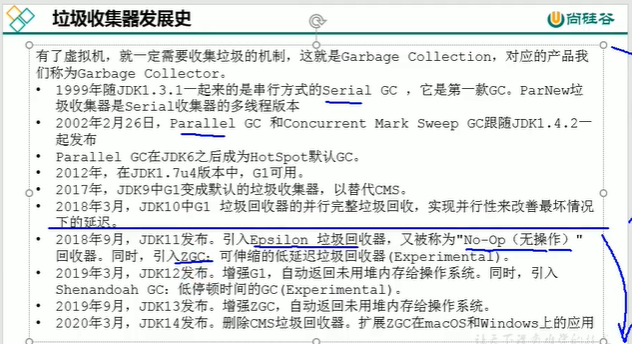 垃圾收集器发展史
尚硅谷
有了虚拟机，就一定需要收集垃圾的机制，这就是Garbage Collection，对应的产品我
们称为Garbage Collector。
• 1999年随JDK1.3.1一起来的是串行方式的Serial GC ，它是第一款GC。ParNew垃
圾收集器是Serial收集器的多线程版本
• 2002年2月26日，Parallel GC 和Concurrent Mark Sweep GC跟随JDK1.4.2一
起发布
• Parallel GC在JDK6之后成为HotSpot默认GC。
• 2012年，在JDK1.7u4版本中，G1可用。
• 2017年，JDK9中G1变成默认的垃圾收集器，以替代CMS。
• 2018年3月，JDK10中G1 垃圾回收器的并行完整垃圾回收，实现并行性来改善最坏情况
下的延迟。
• 2018年9月，JDK11发布。引入Epsilon 垃圾回收器，又被称为"No-Op（无操作）"
回收器。同时，引入ZGC：可伸缩的低延迟垃圾回收器(Experimental)。
• 2019年3月，JDK12发布。增强G1，自动返回未用堆内存给操作系统。同时，引入
Shenandoah GC：低停顿时间的GC(Experimental)。
• 2019年9月，JDK13发布。增强ZGC，自动返回未用堆内存给操作系统。
• 2020年3月，JDK14发布。删除CMS垃圾回收器。扩展ZGC在macOS和Windows上的应用